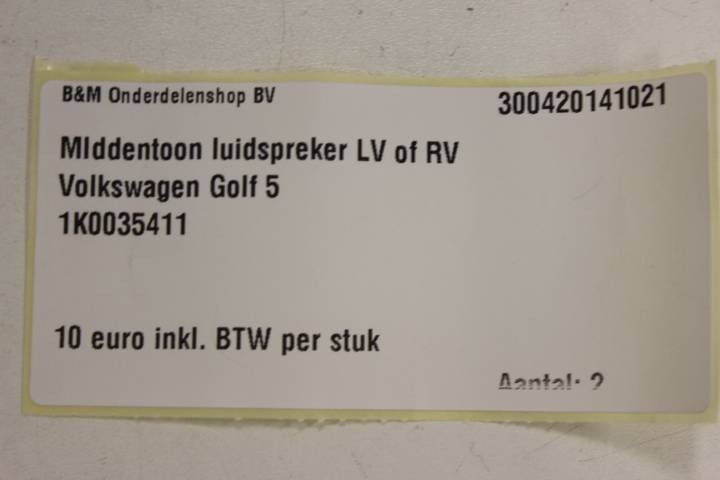 B&M Onderdelenshop BV
300420141021
MIddentoon luidspreker LV of RV
Volkswagen Golf 5
1K0035411
10 euro inkl. BTW per stuk
Aantal: 2